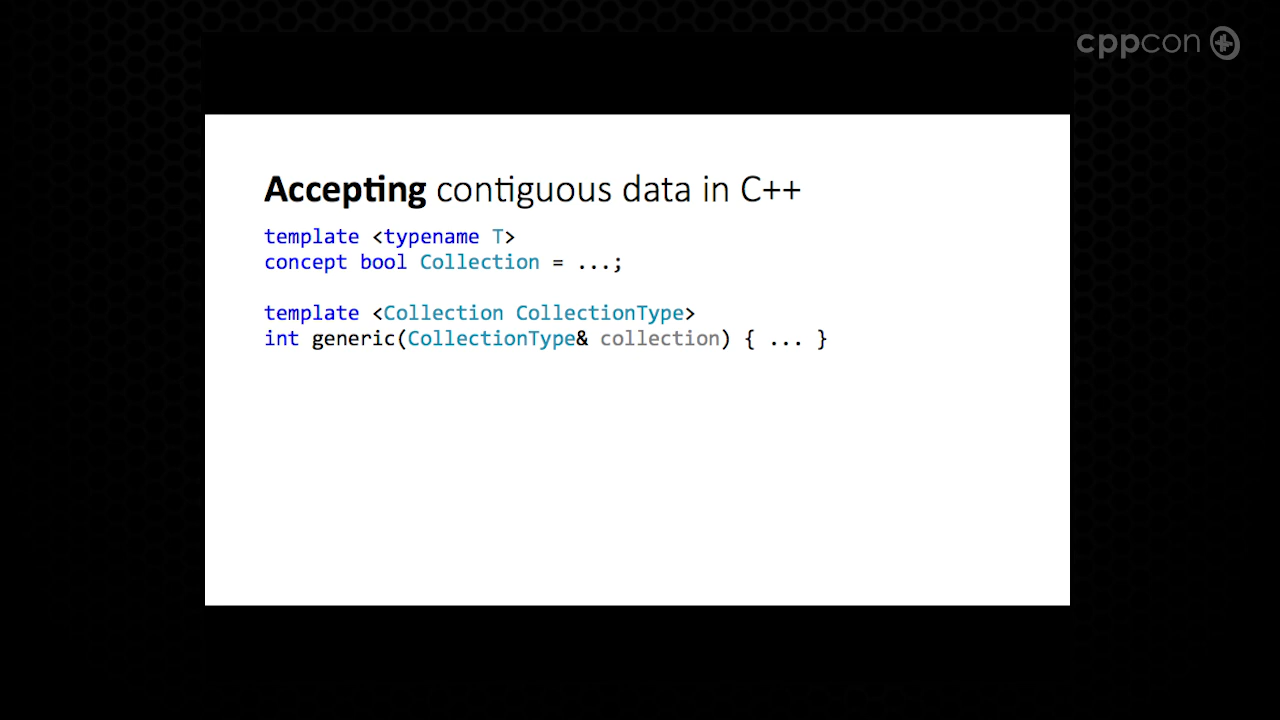 cppcon
Accepting contiguous data in C++
template <typename T>
concept bool Collection = ...;
template <Collection CollectionType>
int generic(CollectionType& collection) { ... }